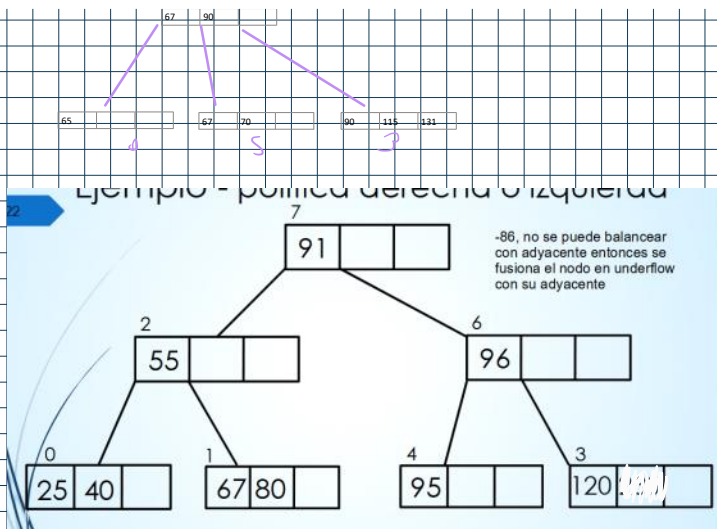 67 90
65 67 70 90 115 131
5 3
22
Ejemplo - política derecha o izquierda
7
91
-86, no se puede balancear
con adyacente entonces se
fusiona el nodo en underflow
con su adyacente
2 6
55 96
0 1 4 3
25 40 67 80 95 120